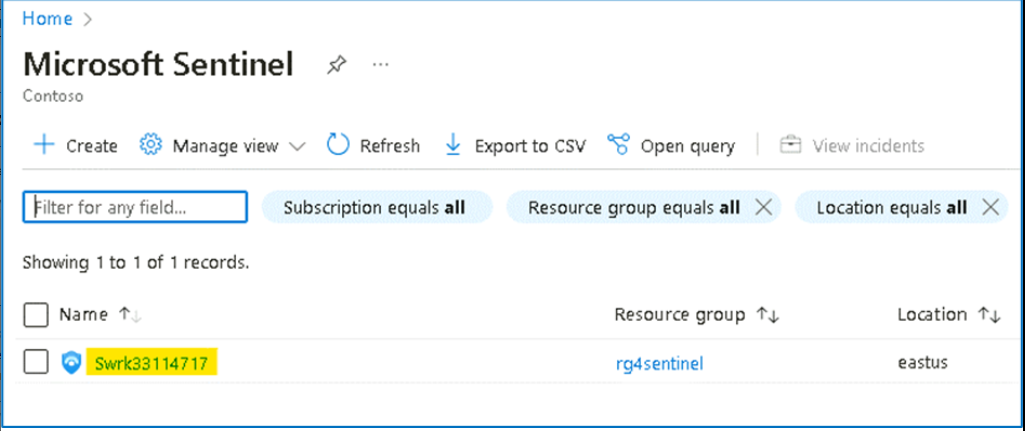 Home >
Microsoft Sentinel ...
Contoso
+ Create Manage view Refresh Export to CSV Open query View incidents
Filter for any field... Subscription equals all Resource group equals all Location equals all
Showing 1 to 1 of 1 records.
Name ↑↓ Resource group ↑↓ Location ↑↓
Swrk33114717 rg4sentinel eastus